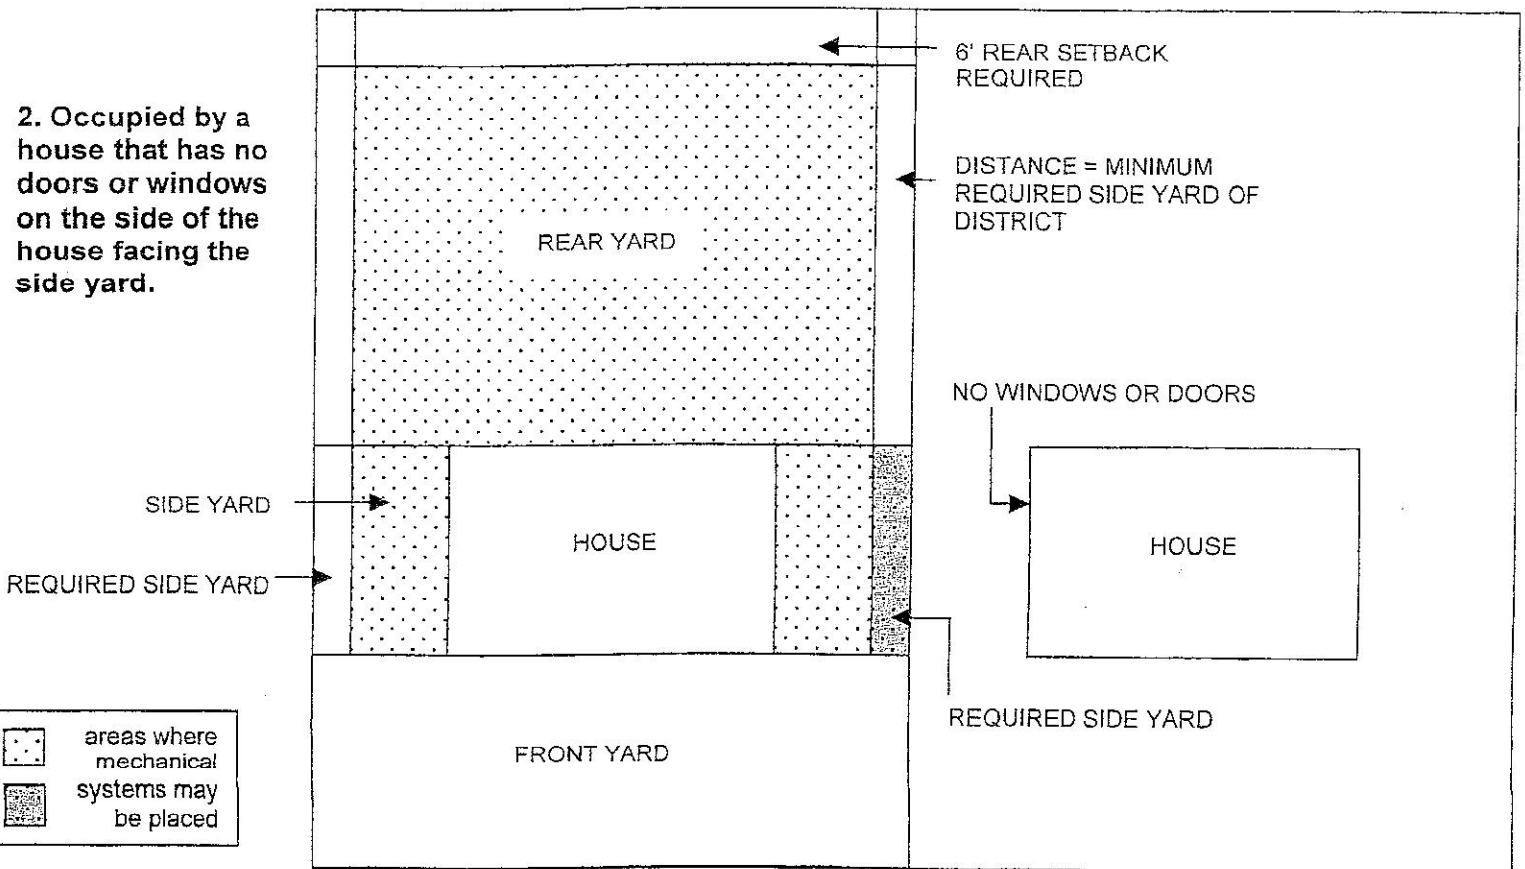 2. Occupied by a
house that has no
doors or windows
on the side of the
house facing the
side yard.
6' REAR SETBACK
REQUIRED
DISTANCE = MINIMUM
REQUIRED SIDE YARD OF
DISTRICT
REAR YARD
NO WINDOWS OR DOORS
SIDE YARD
HOUSE
HOUSE
REQUIRED SIDE YARD
REQUIRED SIDE YARD
FRONT YARD
areas where
mechanical
systems may
be placed